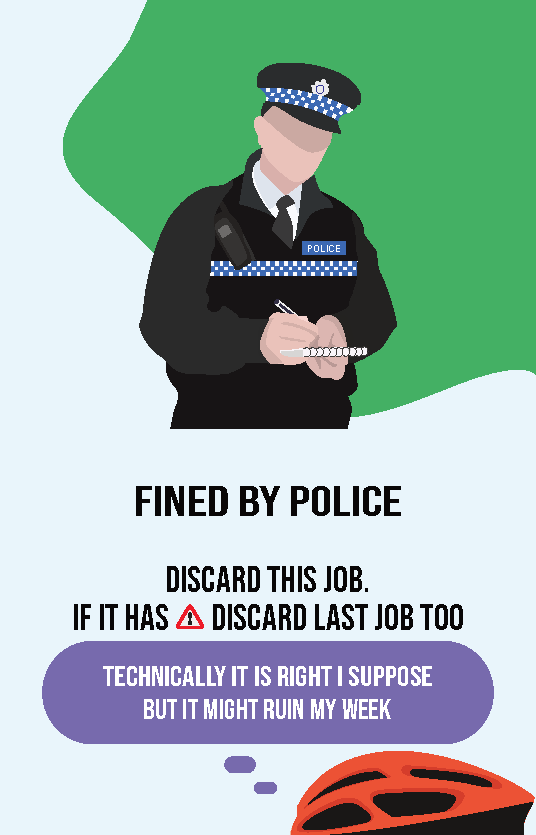 POLICE
FINED BY POLICE
DISCARD THIS JOB.
IF IT HAS DISCARD LAST JOB TOO
TECHNICALLY IT IS RIGHT I SUPPOSE
BUT IT MIGHT RUIN MY WEEK